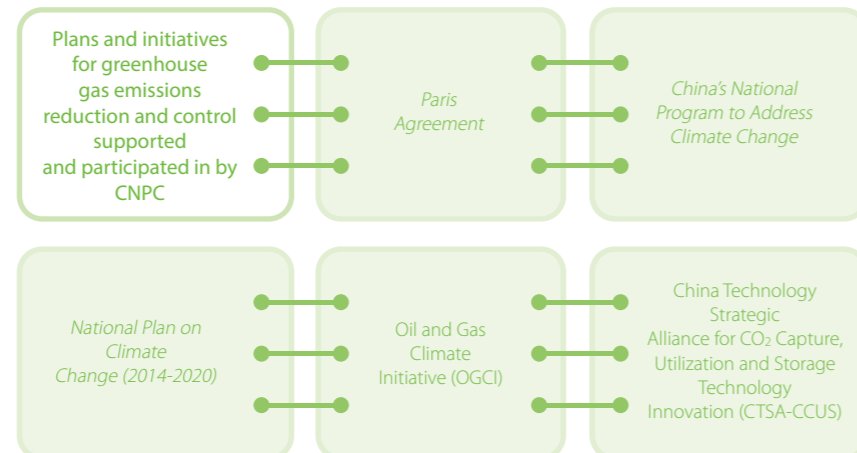 Plans and initiatives
for greenhouse
gas emissions
reduction and control
supported
and participated in by
CNPC
Paris
Agreement
China's National
Program to Address
Climate Change
National Plan on
Climate
Change (2014-2020)
Oil and Gas
Climate
Initiative (OGCI)
China Technology
Strategic
Alliance for CO₂ Capture,
Utilization and Storage
Technology
Innovation (CTSA-CCUS)